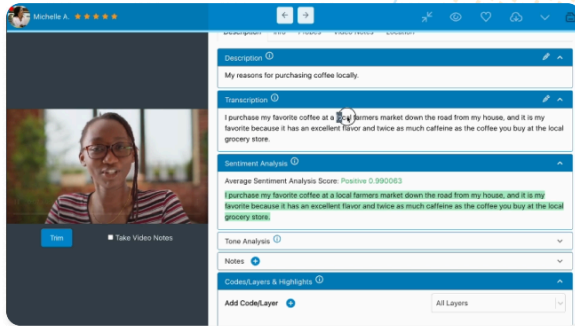 Michelle A.
Description Info Probes Video Notes Location
Description
My reasons for purchasing coffee locally.
Transcription
I purchase my favorite coffee at a local farmers market down the road from my house, and it is my
favorite because it has an excellent flavor and twice as much caffeine as the coffee you buy at the local
grocery store.
Sentiment Analysis
Average Sentiment Analysis Score: Positive 0.990063
I purchase my favorite coffee at a local farmers market down the road from my house, and it is my
favorite because it has an excellent flavor and twice as much caffeine as the coffee you buy at the local
grocery store.
Trim
Take Video Notes
Tone Analysis
Notes
Codes/Layers & Highlights
Add Code/Layer
All Layers